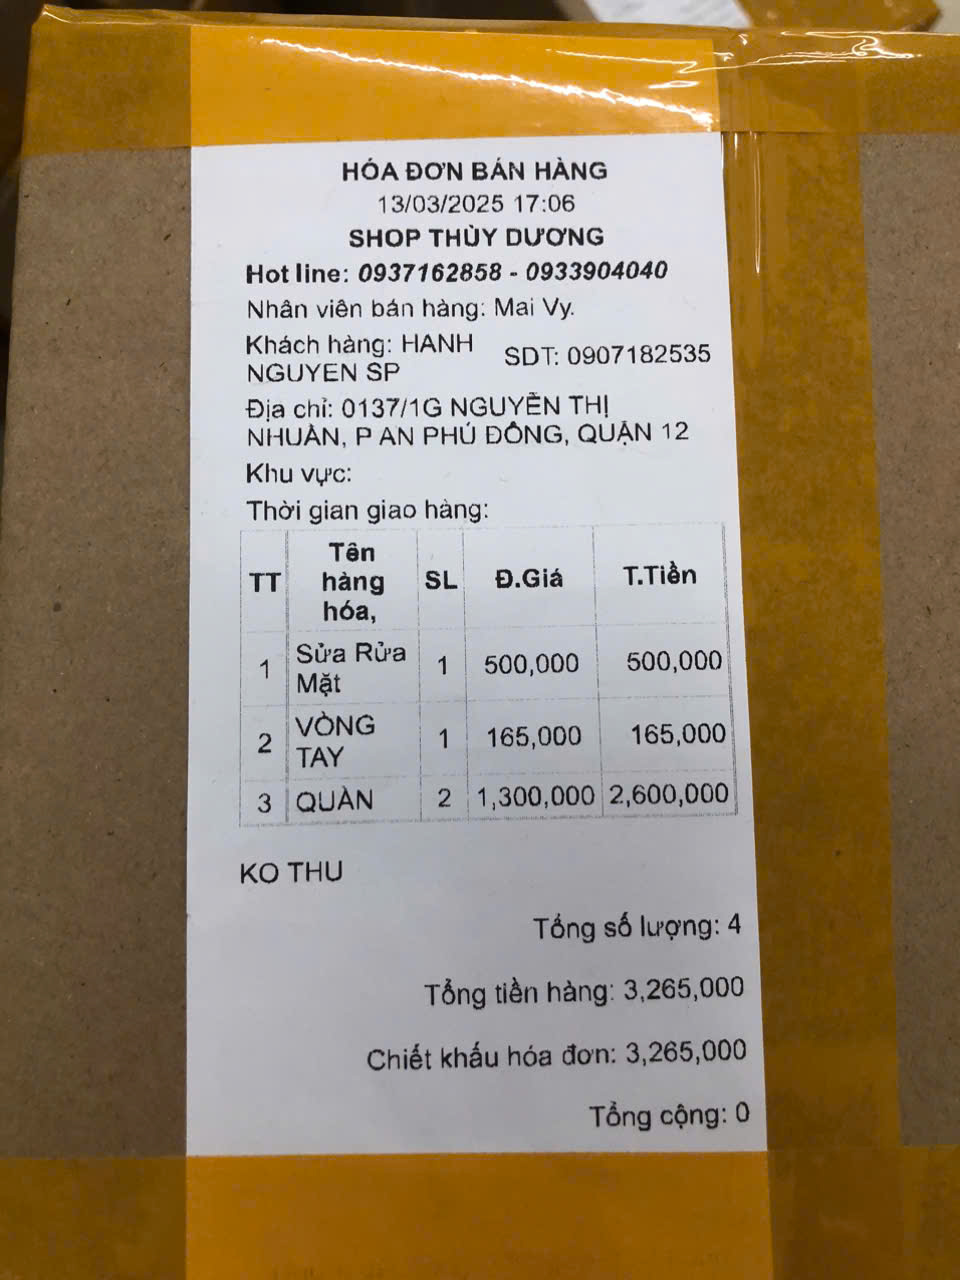 HÓA ĐƠN BÁN HÀNG
13/03/2025 17:06
SHOP THÙY DƯƠNG
Hot line: 0937162858 - 0933904040
Nhân viên bán hàng: Mai Vy.
Khách hàng: HANH NGUYEN SP SDT: 0907182535
Địa chỉ: 0137/1G NGUYỄN THỊ
NHUẦN, P AN PHÚ ĐÔNG, QUẬN 12
Khu vực:
Thời gian giao hàng:
TT Tên hàng hóa, SL Đ.Giá T.Tiền
1 Sửa Rửa Mặt 1 500,000 500,000
2 VÒNG TAY 1 165,000 165,000
3 QUÀN 2 1,300,000 2,600,000
KO THU
Tổng số lượng: 4
Tổng tiền hàng: 3,265,000
Chiết khấu hóa đơn: 3,265,000
Tổng cộng: 0